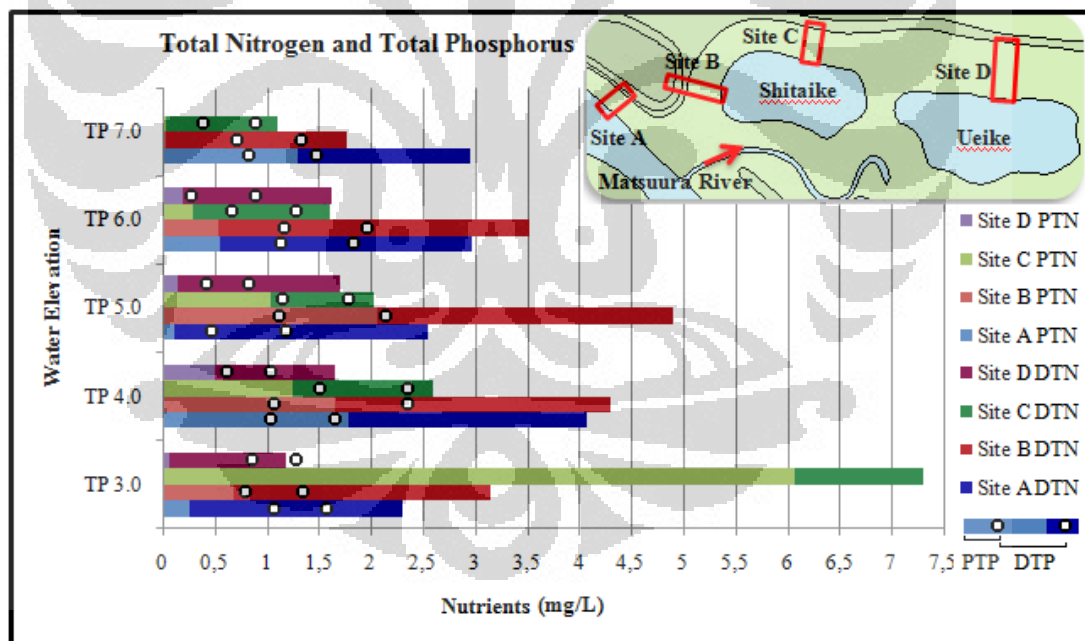 Total Nitrogen and Total Phosphorus
Site C
Site B
Shitaike
Site D
Site A
Ueike
Matsuura River
Water Elevation
TP 7.0
TP 6.0
TP 5.0
TP 4.0
TP 3.0
0 0,5 1 1,5 2 2,5 3 3,5 4 4,5 5 5,5 6 6,5 7 7,5
Nutrients (mg/L)
Site D PTN
Site C PTN
Site B PTN
Site A PTN
Site D DTN
Site C DTN
Site B DTN
Site A DTN
PTP DTP